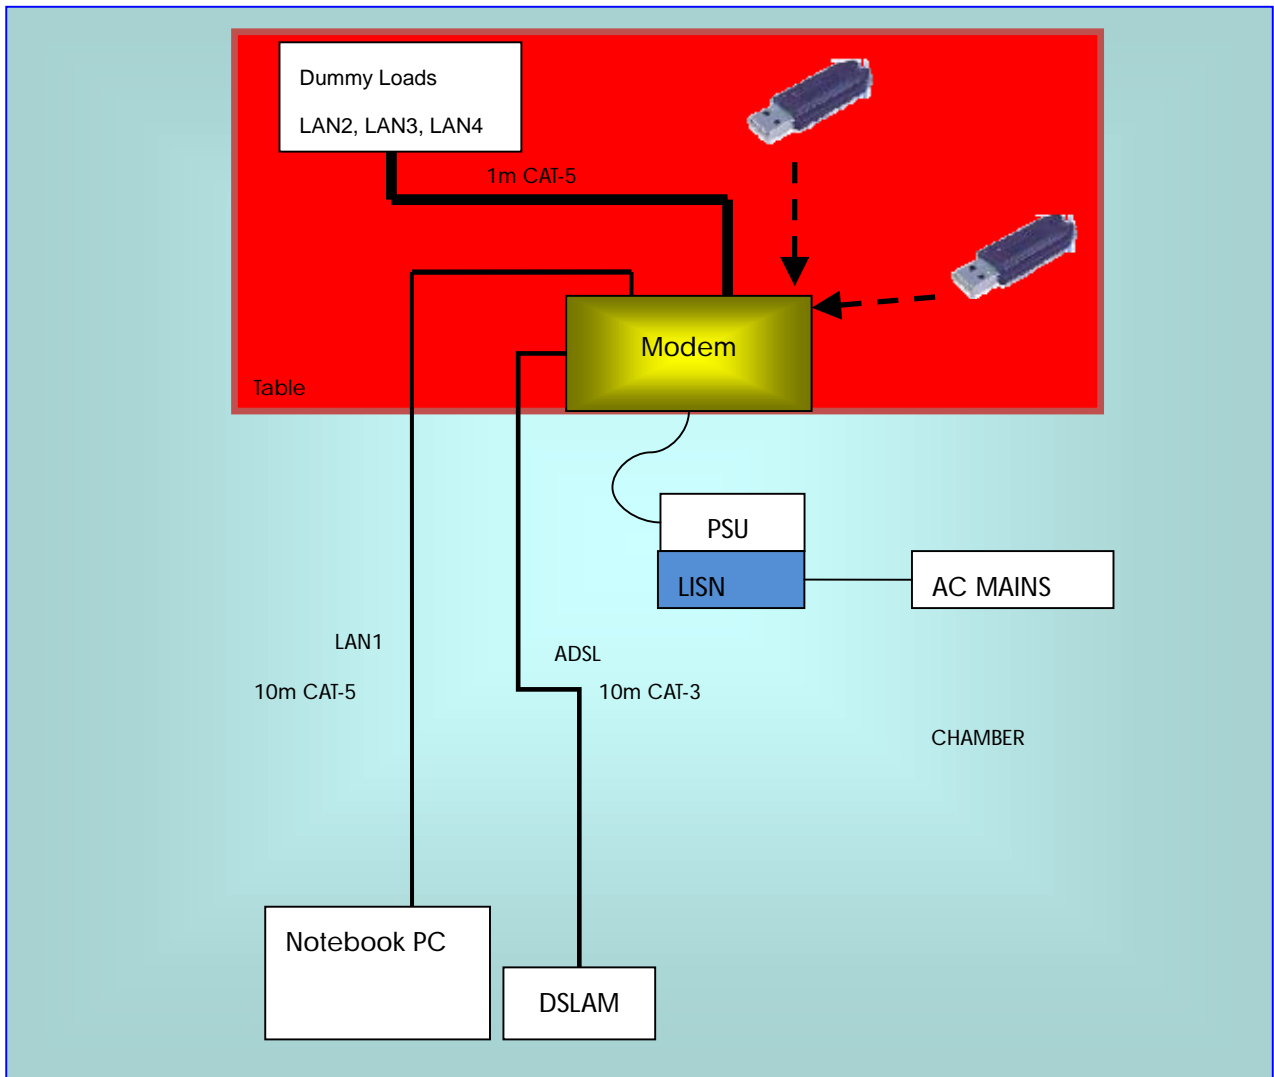 Dummy Loads
LAN2, LAN3, LAN4
1m CAT-5
Modem
Table
PSU
LISN
AC MAINS
LAN1
ADSL
10m CAT-5
10m CAT-3
CHAMBER
Notebook PC
DSLAM